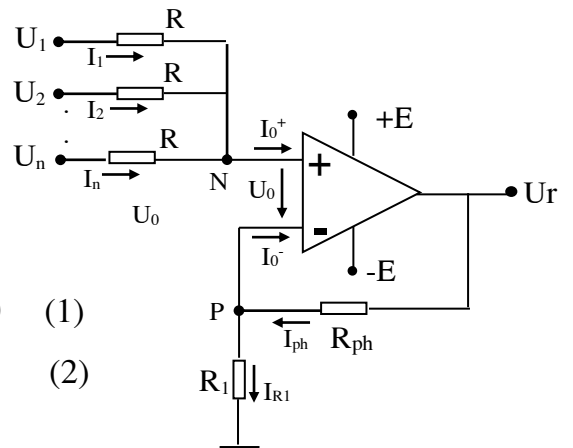 U1
R
I1
R
U2
I2
.
.
R
Un
In
N
U0
I0+
+E
+
U0
Ur
-
I0-
-E
) (1)
P
Iph
Rph
(2)
R1
IR1